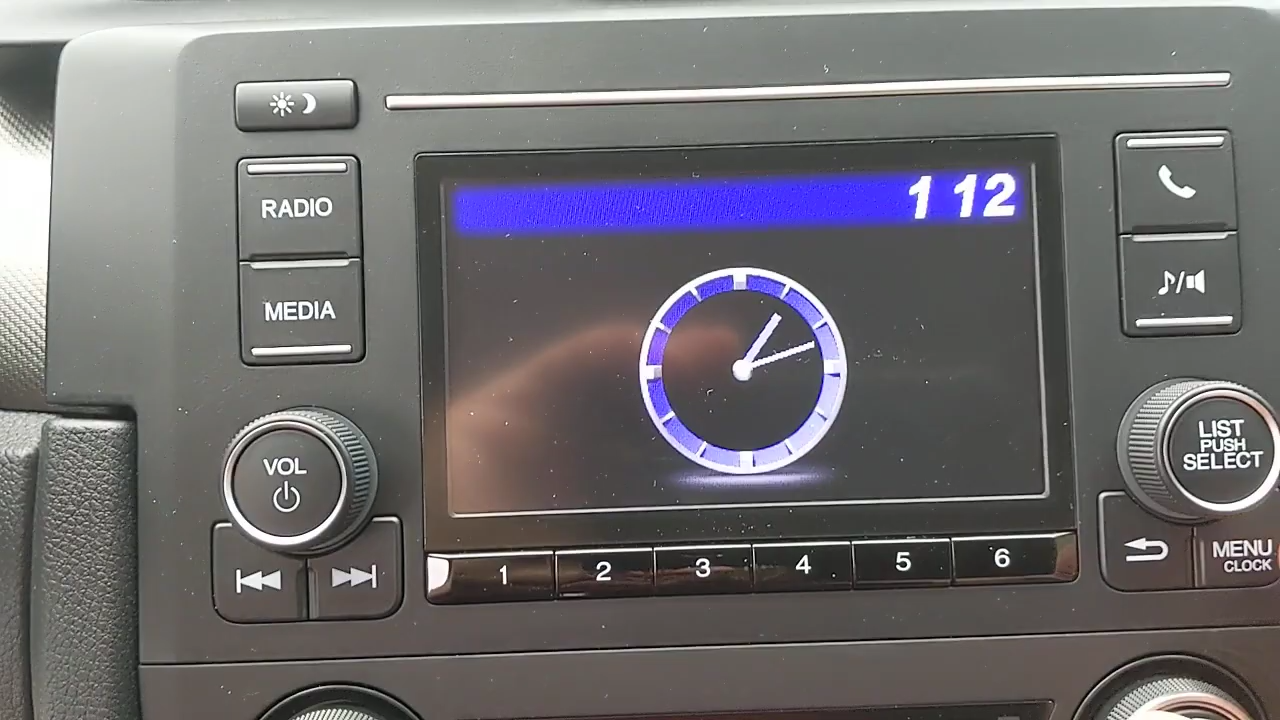 1 12
RADIO
MEDIA
VOL
LIST
PUSH
SELECT
1 2 3 4 5 6
MENU
CLOCK